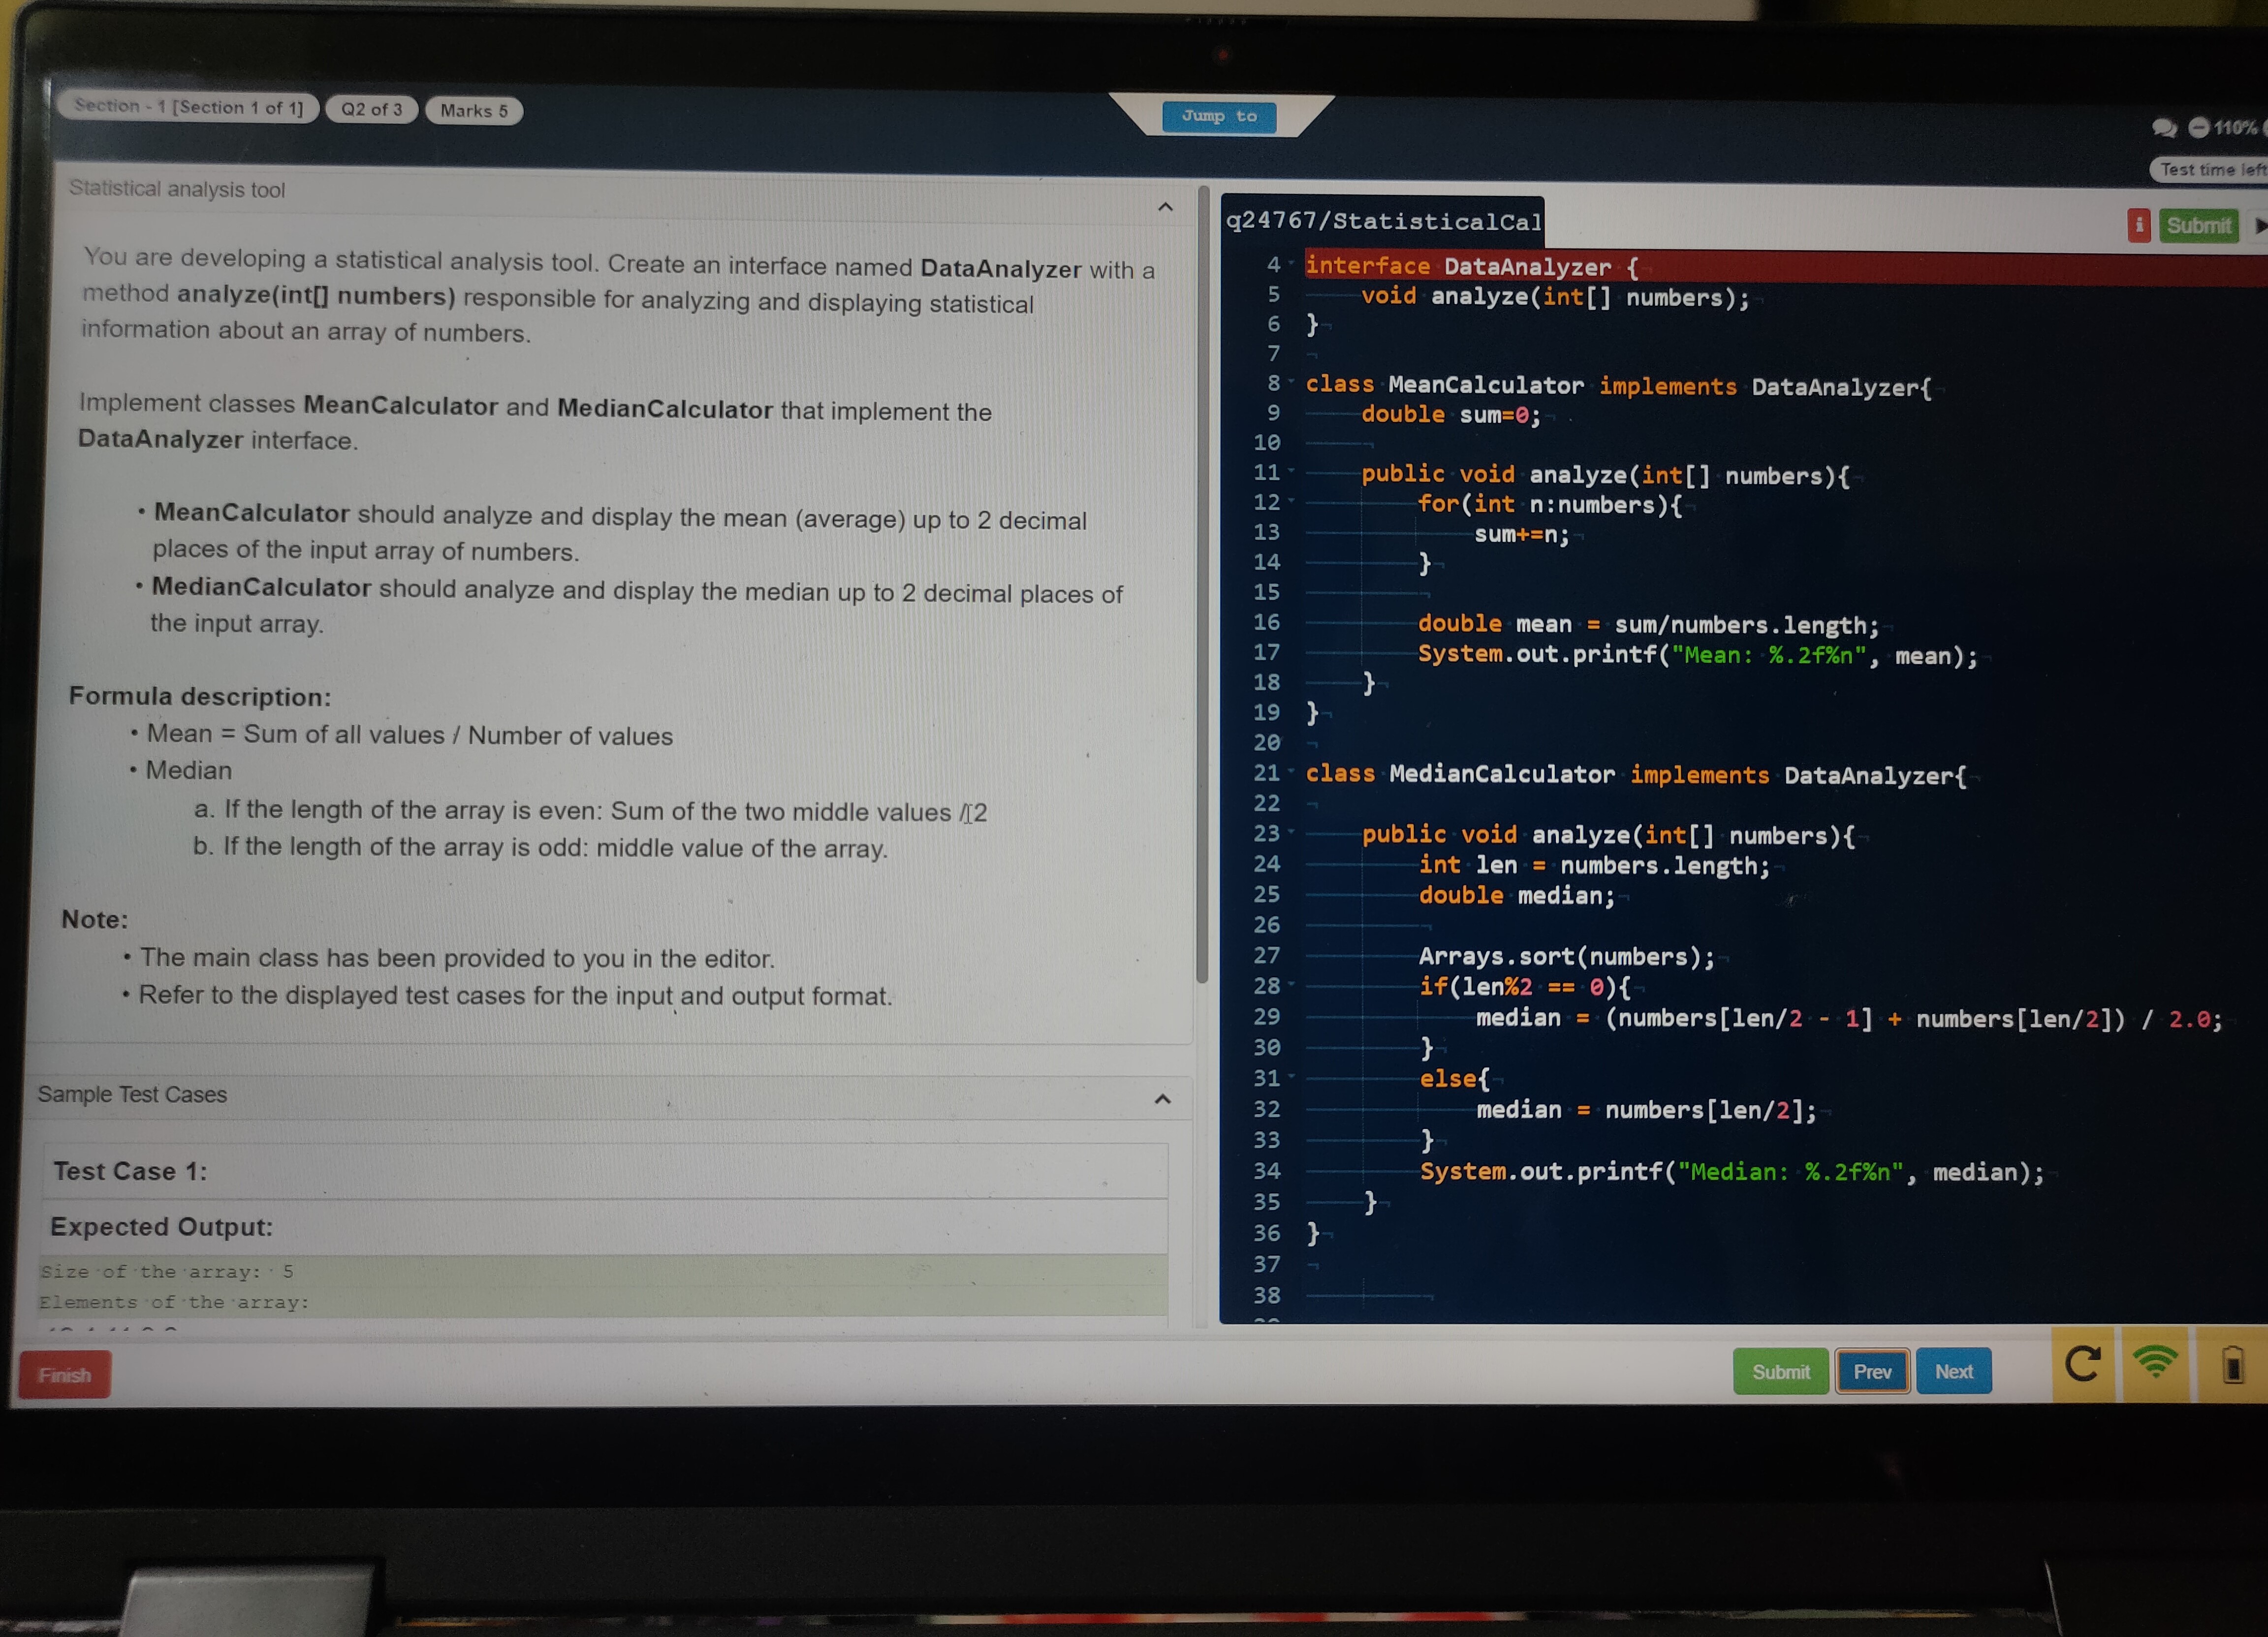 Section - 1 [Section 1 of 1] Q2 of 3 Marks 5
Jump to
110%
Test time left
Statistical analysis tool
You are developing a statistical analysis tool. Create an interface named DataAnalyzer with a
method analyze(int[] numbers) responsible for analyzing and displaying statistical
information about an array of numbers.
Implement classes MeanCalculator and MedianCalculator that implement the
DataAnalyzer interface.
• MeanCalculator should analyze and display the mean (average) up to 2 decimal
places of the input array of numbers.
• MedianCalculator should analyze and display the median up to 2 decimal places of
the input array.
Formula description:
• Mean = Sum of all values / Number of values
• Median
a. If the length of the array is even: Sum of the two middle values / 2
b. If the length of the array is odd: middle value of the array.
Note:
• The main class has been provided to you in the editor.
• Refer to the displayed test cases for the input and output format.
Sample Test Cases
Test Case 1:
Expected Output:
Size of the array: 5
Elements of the array:
q24767/StatisticalCal
i Submit
4 interface DataAnalyzer {
5 void analyze(int[] numbers);
6 }
7
8 class MeanCalculator implements DataAnalyzer{
9 double sum=0;
10
11 public void analyze(int[] numbers){
12 for(int n:numbers){
13 sum+=n;
14 }
15
16 double mean = sum/numbers.length;
17 System.out.printf("Mean: %.2f%n", mean);
18 }
19 }
20
21 class MedianCalculator implements DataAnalyzer{
22
23 public void analyze(int[] numbers){
24 int len = numbers.length;
25 double median;
26
27 Arrays.sort(numbers);
28 if(len%2 == 0){
29 median = (numbers[len/2 - 1] + numbers[len/2]) / 2.0;
30 }
31 else{
32 median = numbers[len/2];
33 }
34 System.out.printf("Median: %.2f%n", median);
35 }
36 }
37
38
Finish
Submit Prev Next